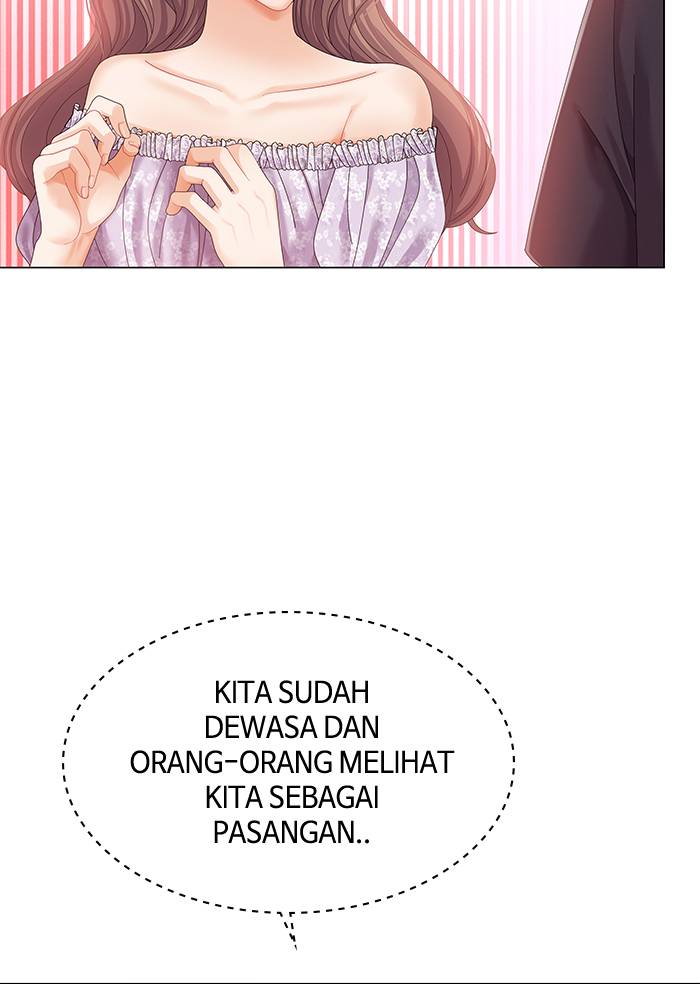 KITA SUDAH
DEWASA DAN
ORANG-ORANG MELIHAT
KITA SEBAGAI
PASANGAN..